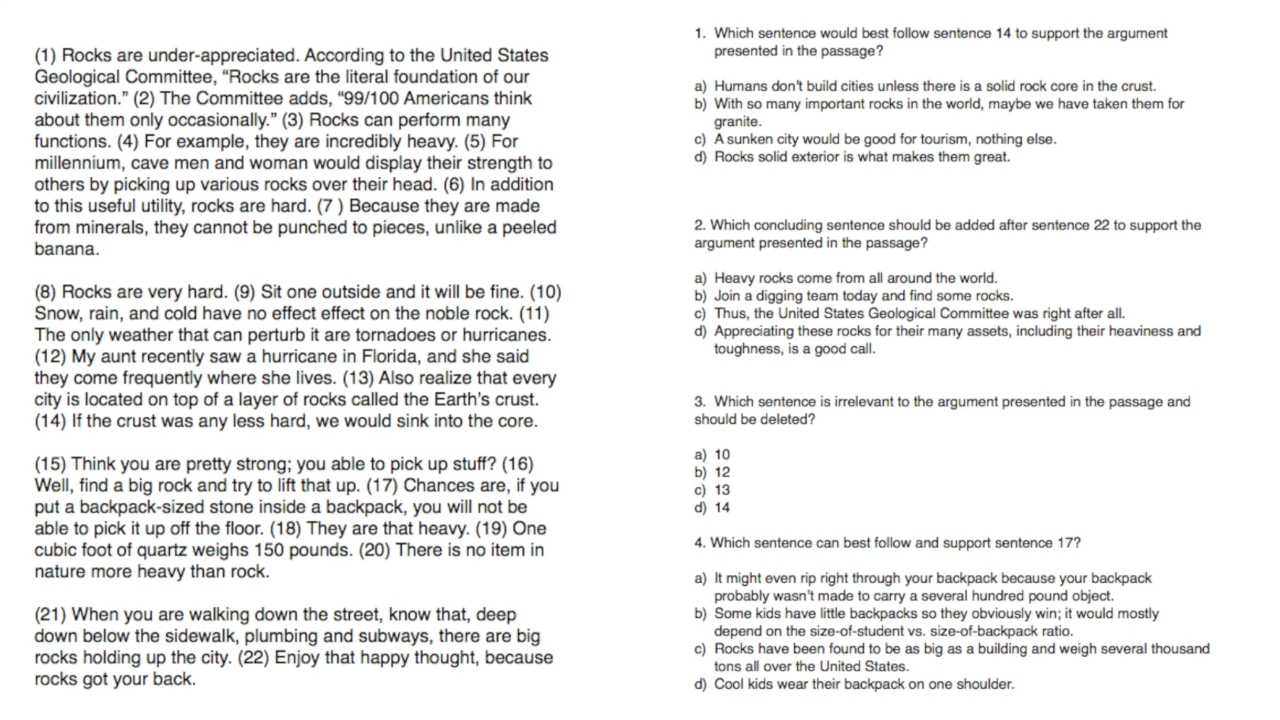 (1) Rocks are under-appreciated. According to the United States
Geological Committee, “Rocks are the literal foundation of our
civilization.” (2) The Committee adds, “99/100 Americans think
about them only occasionally.” (3) Rocks can perform many
functions. (4) For example, they are incredibly heavy. (5) For
millennium, cave men and woman would display their strength to
others by picking up various rocks over their head. (6) In addition
to this useful utility, rocks are hard. (7 ) Because they are made
from minerals, they cannot be punched to pieces, unlike a peeled
banana.
(8) Rocks are very hard. (9) Sit one outside and it will be fine. (10)
Snow, rain, and cold have no effect effect on the noble rock. (11)
The only weather that can perturb it are tornadoes or hurricanes.
(12) My aunt recently saw a hurricane in Florida, and she said
they come frequently where she lives. (13) Also realize that every
city is located on top of a layer of rocks called the Earth’s crust.
(14) If the crust was any less hard, we would sink into the core.
(15) Think you are pretty strong; you able to pick up stuff? (16)
Well, find a big rock and try to lift that up. (17) Chances are, if you
put a backpack-sized stone inside a backpack, you will not be
able to pick it up off the floor. (18) They are that heavy. (19) One
cubic foot of quartz weighs 150 pounds. (20) There is no item in
nature more heavy than rock.
(21) When you are walking down the street, know that, deep
down below the sidewalk, plumbing and subways, there are big
rocks holding up the city. (22) Enjoy that happy thought, because
rocks got your back.
1. Which sentence would best follow sentence 14 to support the argument
presented in the passage?
a) Humans don’t build cities unless there is a solid rock core in the crust.
b) With so many important rocks in the world, maybe we have taken them for
granite.
c) A sunken city would be good for tourism, nothing else.
d) Rocks solid exterior is what makes them great.
2. Which concluding sentence should be added after sentence 22 to support the
argument presented in the passage?
a) Heavy rocks come from all around the world.
b) Join a digging team today and find some rocks.
c) Thus, the United States Geological Committee was right after all.
d) Appreciating these rocks for their many assets, including their heaviness and
toughness, is a good call.
3. Which sentence is irrelevant to the argument presented in the passage and
should be deleted?
a) 10
b) 12
c) 13
d) 14
4. Which sentence can best follow and support sentence 17?
a) It might even rip right through your backpack because your backpack
probably wasn’t made to carry a several hundred pound object.
b) Some kids have little backpacks so they obviously win; it would mostly
depend on the size-of-student vs. size-of-backpack ratio.
c) Rocks have been found to be as big as a building and weigh several thousand
tons all over the United States.
d) Cool kids wear their backpack on one shoulder.